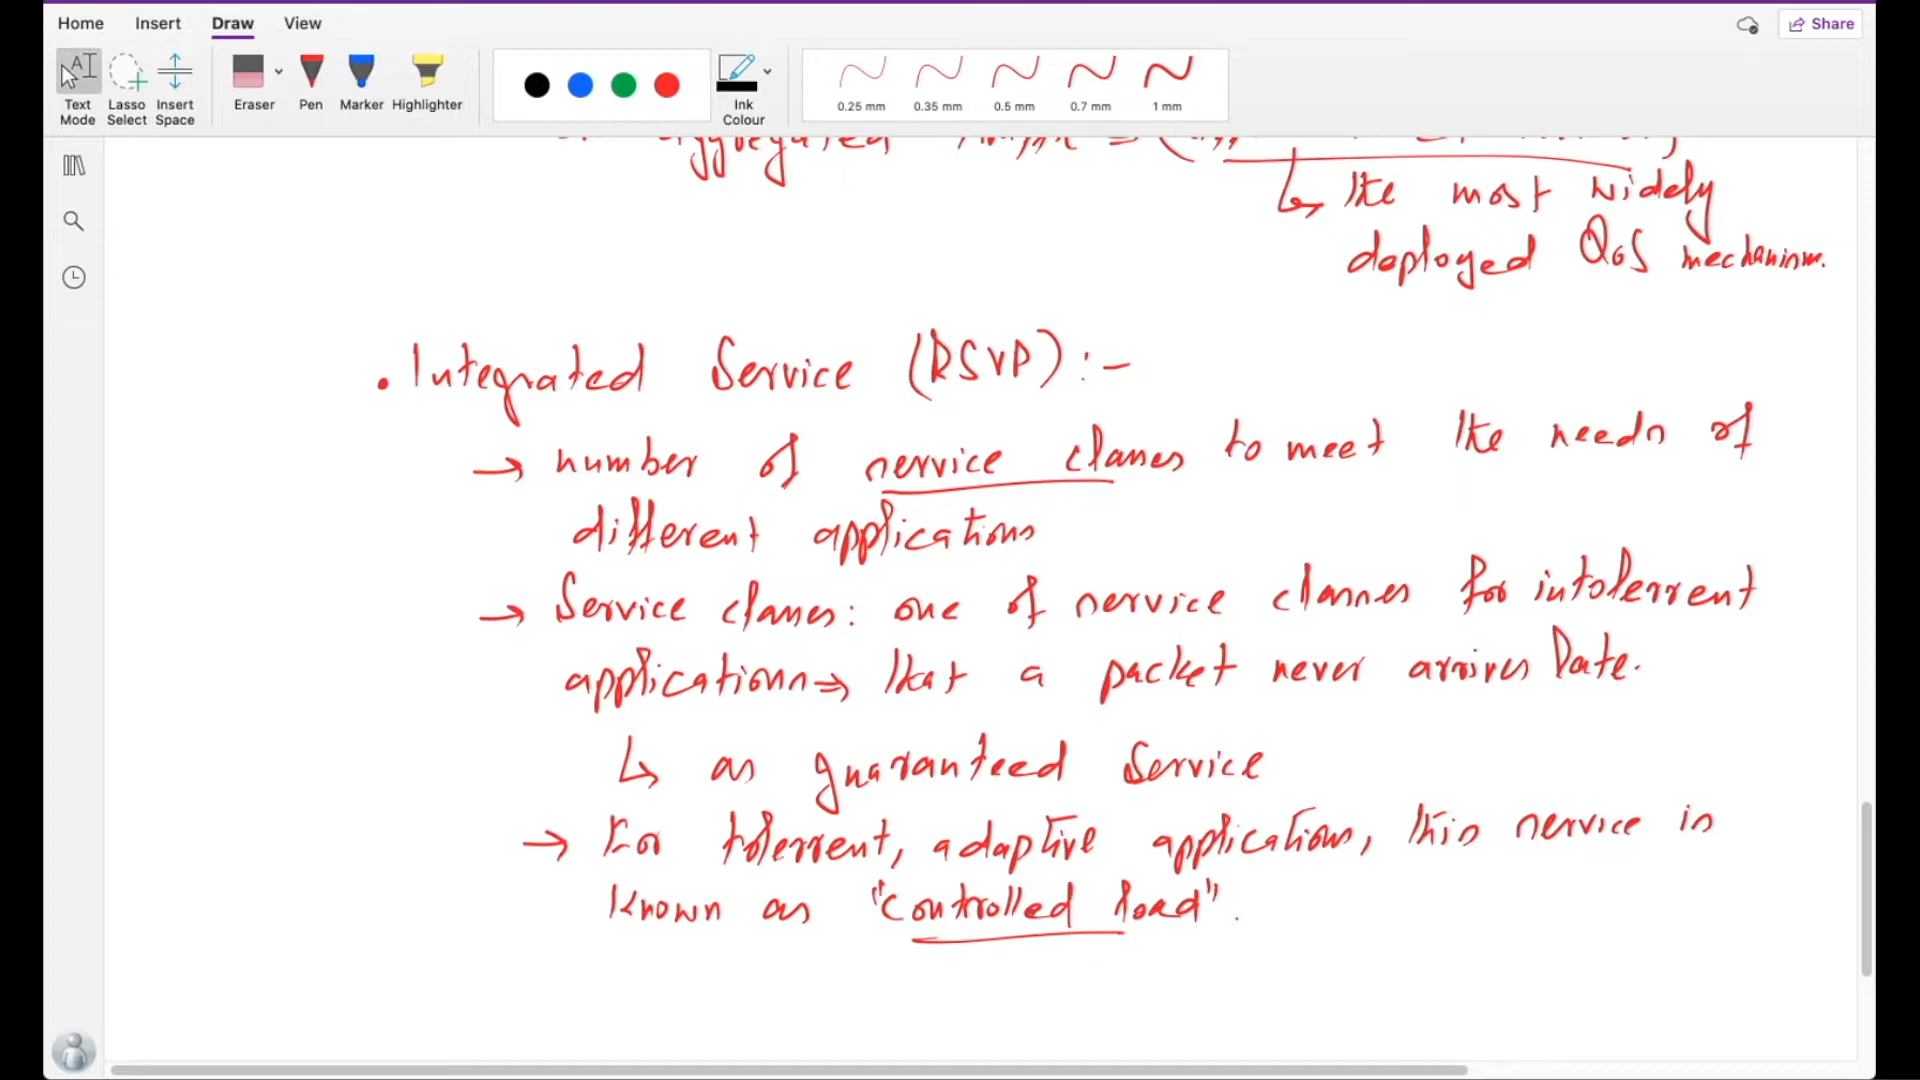 Home Insert Draw View
Share
Text Mode Lasso Select Insert Space Eraser Pen Marker Highlighter Ink Colour 0.25 mm 0.35 mm 0.5 mm 0.7 mm 1 mm
aggregated
↳ the most widely
deployed QoS mechanism.
. Integrated Service (RSVP) :-
→ number of service classes to meet the needs of
different applications
→ Service classes: one of service classes for intolerrent
applications → that a packet never arrives late.
↳ as guaranteed Service
→ For tolerrent, adaptive applications, this service is
known as "controlled load".